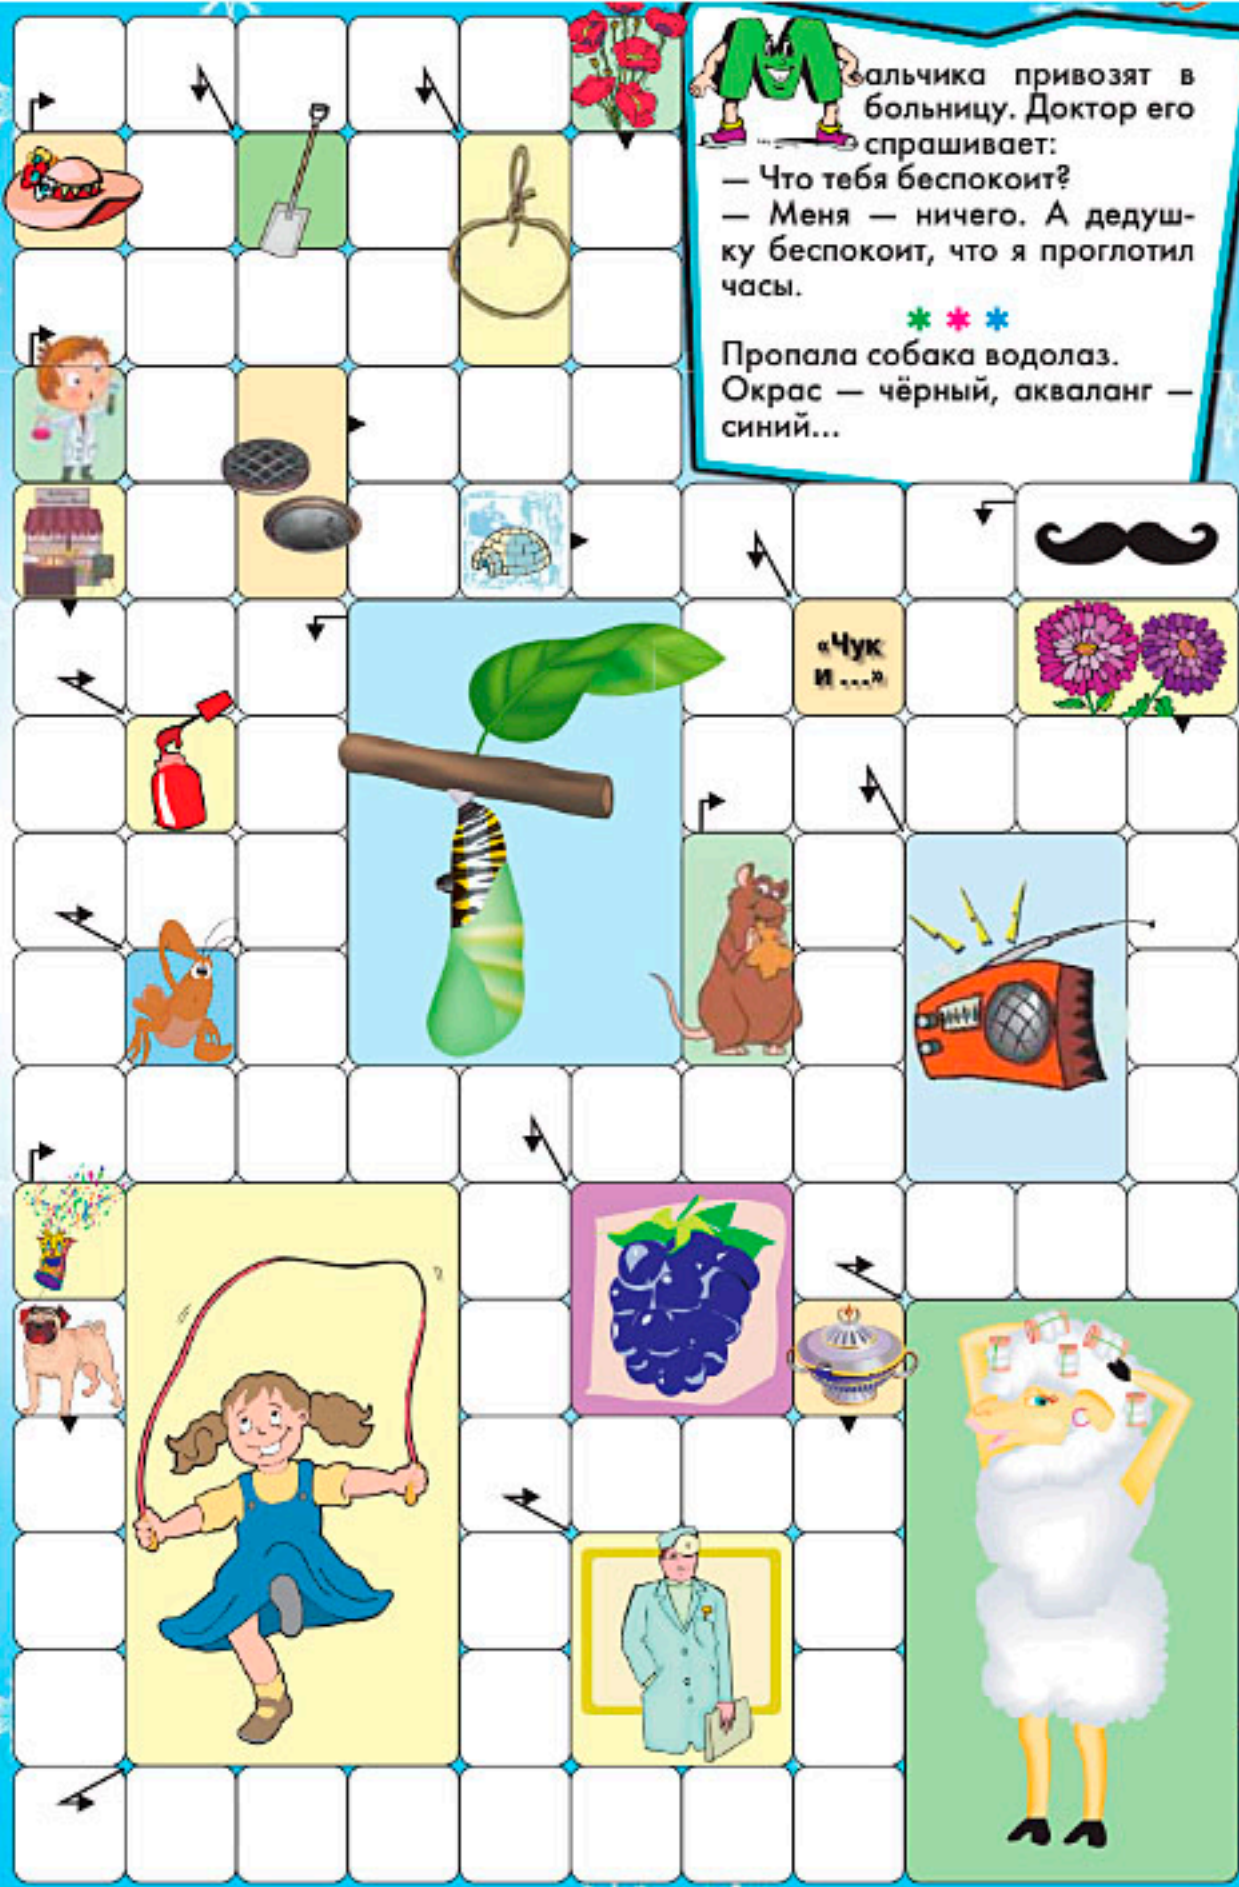 Мальчика привозят в
больницу. Доктор его
спрашивает:
— Что тебя беспокоит?
— Меня — ничего. А дедуш-
ку беспокоит, что я проглотил
часы.
***
Пропала собака водолаз.
Окрас — чёрный, акваланг —
синий...
«Чук
и ...»